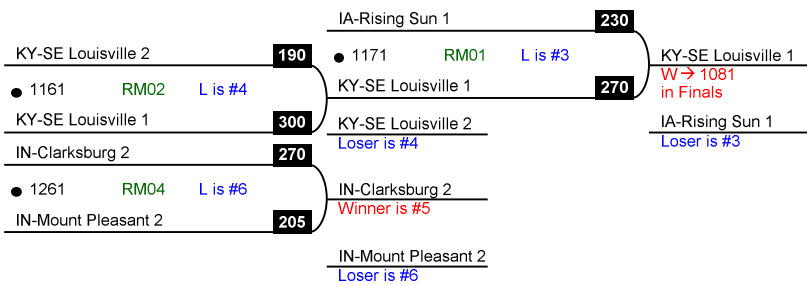 IA-Rising Sun 1 230
KY-SE Louisville 2 190
1171 RM01 L is #3
KY-SE Louisville 1
1161 RM02 L is #4
KY-SE Louisville 1 270
W→ 1081
in Finals
KY-SE Louisville 1 300
KY-SE Louisville 2
Loser is #4
IA-Rising Sun 1
Loser is #3
IN-Clarksburg 2 270
1261 RM04 L is #6
IN-Clarksburg 2
Winner is #5
IN-Mount Pleasant 2 205
IN-Mount Pleasant 2
Loser is #6